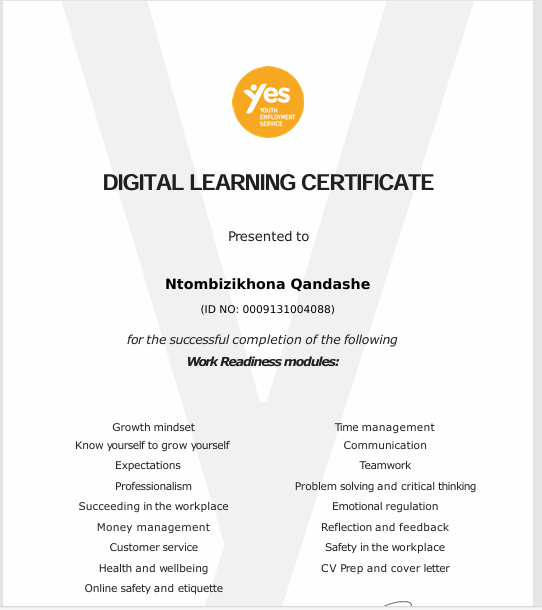 yes
YOUTH
EMPLOYMENT
SERVICE
DIGITAL LEARNING CERTIFICATE
Presented to
Ntombizikhona Qandashe
(ID NO: 0009131004088)
for the successful completion of the following
Work Readiness modules:
Growth mindset
Know yourself to grow yourself
Expectations
Professionalism
Succeeding in the workplace
Money management
Customer service
Health and wellbeing
Online safety and etiquette
Time management
Communication
Teamwork
Problem solving and critical thinking
Emotional regulation
Reflection and feedback
Safety in the workplace
CV Prep and cover letter